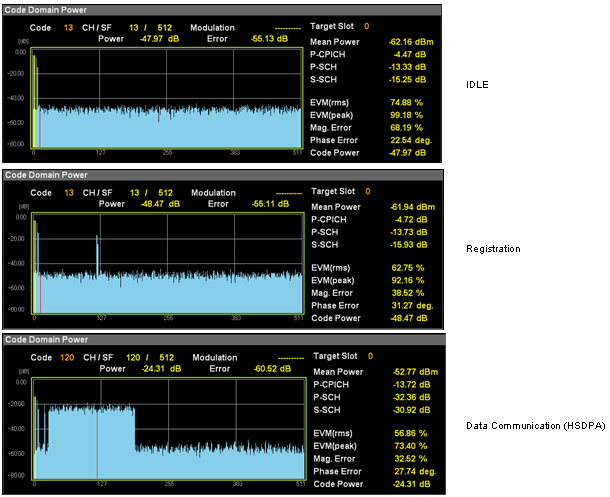 Code Domain Power
Code 13 CH / SF 13 / 512 Modulation ---------- Target Slot 0
Power -47.97 dB Error -55.13 dB
Mean Power -62.16 dBm
P-CPICH -4.47 dB
P-SCH -13.33 dB
S-SCH -15.25 dB
EVM(rms) 74.88 %
EVM(peak) 99.18 %
Mag. Error 68.19 %
Phase Error 22.54 deg.
Code Power -47.97 dB
[dB]
0.00
-20.00
-40.00
-60.00
-80.00
0 127 255 383 511
IDLE
Code Domain Power
Code 13 CH / SF 13 / 512 Modulation ---------- Target Slot 0
Power -48.47 dB Error -55.11 dB
Mean Power -61.94 dBm
P-CPICH -4.72 dB
P-SCH -13.73 dB
S-SCH -15.93 dB
EVM(rms) 62.75 %
EVM(peak) 92.16 %
Mag. Error 38.52 %
Phase Error 31.27 deg.
Code Power -48.47 dB
[dB]
0.00
-20.00
-40.00
-60.00
-80.00
0 127 255 383 511
Registration
Code Domain Power
Code 120 CH / SF 120 / 512 Modulation ---------- Target Slot 0
Power -24.31 dB Error -60.52 dB
Mean Power -52.77 dBm
P-CPICH -13.72 dB
P-SCH -32.36 dB
S-SCH -30.92 dB
EVM(rms) 56.86 %
EVM(peak) 73.40 %
Mag. Error 32.52 %
Phase Error 27.74 deg.
Code Power -24.31 dB
[dB]
0.00
-20.00
-40.00
-60.00
-80.00
0 127 255 383 511
Data Communication (HSDPA)